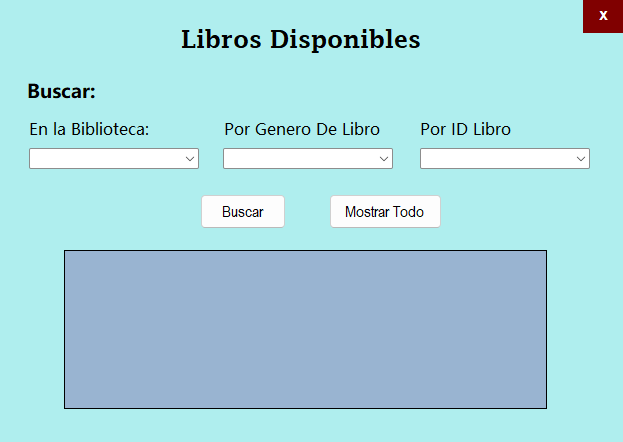 x
Libros Disponibles
Buscar:
En la Biblioteca:
Por Genero De Libro
Por ID Libro
Buscar
Mostrar Todo